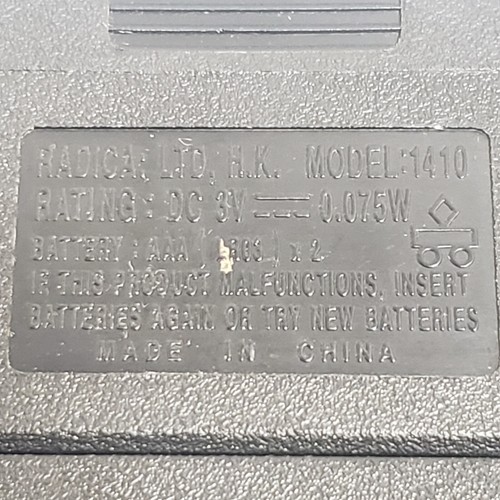 RADICA, LTD, H.K. MODEL:1410
RATING : DC 3V 0.075W
BATTERY : AAA ( LR03 ) x 2
IF THIS PRODUCT MALFUNCTIONS, INSERT
BATTERIES AGAIN OR TRY NEW BATTERIES
MADE IN CHINA